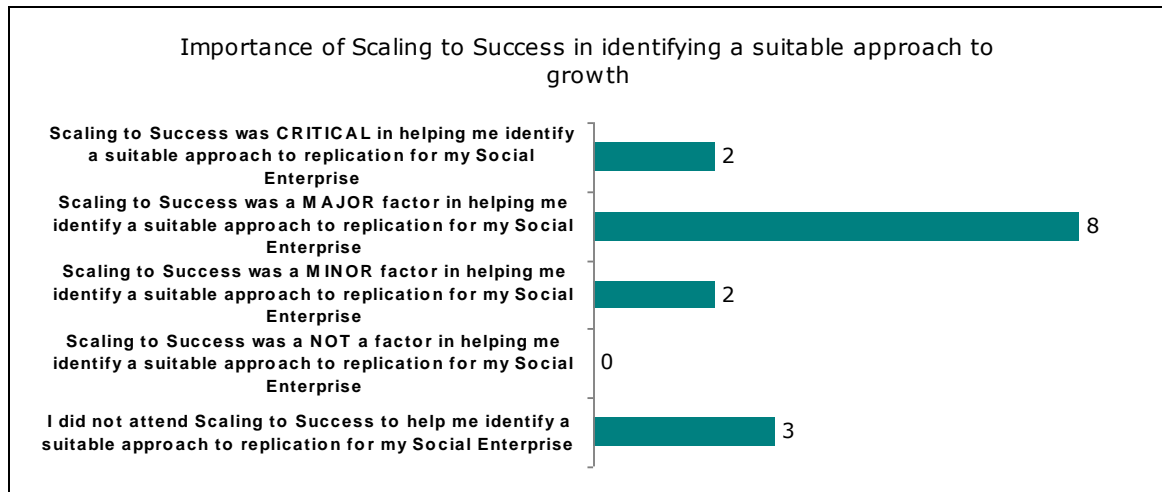 Importance of Scaling to Success in identifying a suitable approach to
growth
Scaling to Success was CRITICAL in helping me identify
a suitable approach to replication for my Social
Enterprise
2
Scaling to Success was a MAJOR factor in helping me
identify a suitable approach to replication for my Social
Enterprise
8
Scaling to Success was a MINOR factor in helping me
identify a suitable approach to replication for my Social
Enterprise
2
Scaling to Success was a NOT a factor in helping me
identify a suitable approach to replication for my Social
Enterprise
0
I did not attend Scaling to Success to help me identify a
suitable approach to replication for my Social Enterprise
3